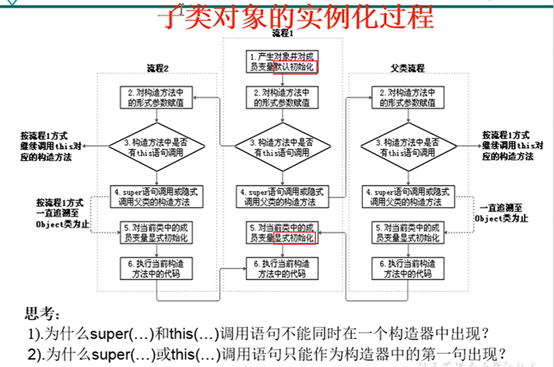 子类对象的实例化过程
流程1
1.产生对象并对成
员变量默认初始化
流程2
父类流程
2.对构造方法中
的形式参数赋值
2.对构造方法中
的形式参数赋值
2.对构造方法中
的形式参数赋值
按流程1方式
继续调用this对
应的构造方法
3.构造方法中是否
有this语句调用
3.构造方法中是否
有this语句调用
3.构造方法中是否
有this语句调用
按流程1方式
继续调用this对
应的构造方法
4.super语句调用或隐式
调用父类的构造方法
4.super语句调用或隐式
调用父类的构造方法
4.super语句调用或隐式
调用父类的构造方法
按流程1方式
一直追溯至
Object类为止
5.对当前类中的成
员变量显式初始化
5.对当前类中的成
员变量显式初始化
5.对当前类中的成
员变量显式初始化
按流程1方式
一直追溯至
Object类为止
6.执行当前构造
方法中的代码
6.执行当前构造
方法中的代码
6.执行当前构造
方法中的代码
思考：
1).为什么super(…)和this(…)调用语句不能同时在一个构造器中出现？
2).为什么super(…)或this(…)调用语句只能作为构造器中的第一句出现？